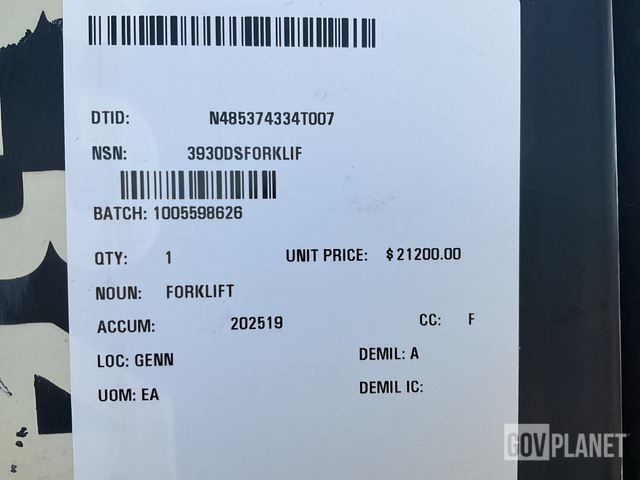 DTID: N485374334T007
NSN: 3930DSFORKLIF
BATCH: 1005598626
QTY: 1 UNIT PRICE: $21200.00
NOUN: FORKLIFT
ACCUM: 202519 CC: F
LOC: GENN DEMIL: A
UOM: EA DEMIL IC:
GOVPLANET